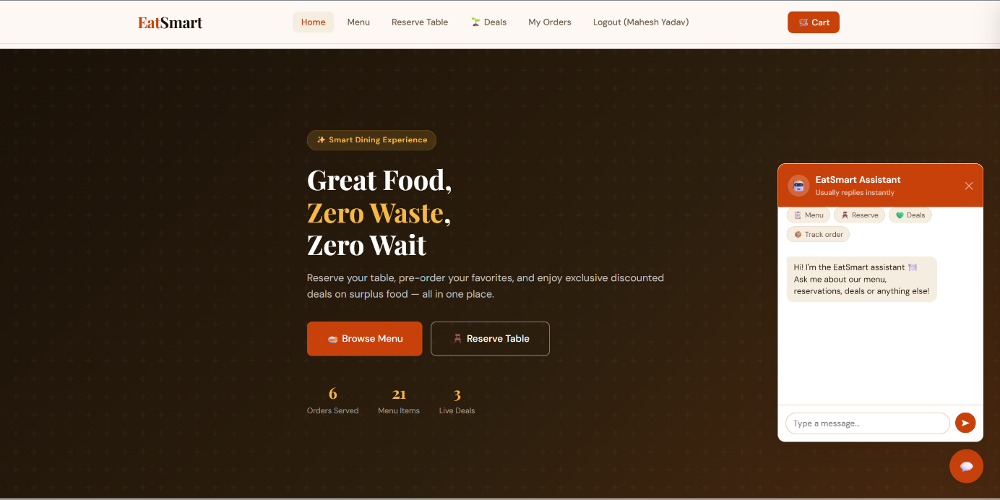 EatSmart
Home
Menu
Reserve Table
Deals
My Orders
Logout (Mahesh Yadav)
Cart
Smart Dining Experience
Great Food,
Zero Waste,
Zero Wait
Reserve your table, pre-order your favorites, and enjoy exclusive discounted
deals on surplus food — all in one place.
Browse Menu
Reserve Table
6
Orders Served
21
Menu Items
3
Live Deals
EatSmart Assistant
Usually replies instantly
Menu
Reserve
Deals
Track order
Hi! I'm the EatSmart assistant
Ask me about our menu,
reservations, deals or anything else!
Type a message...